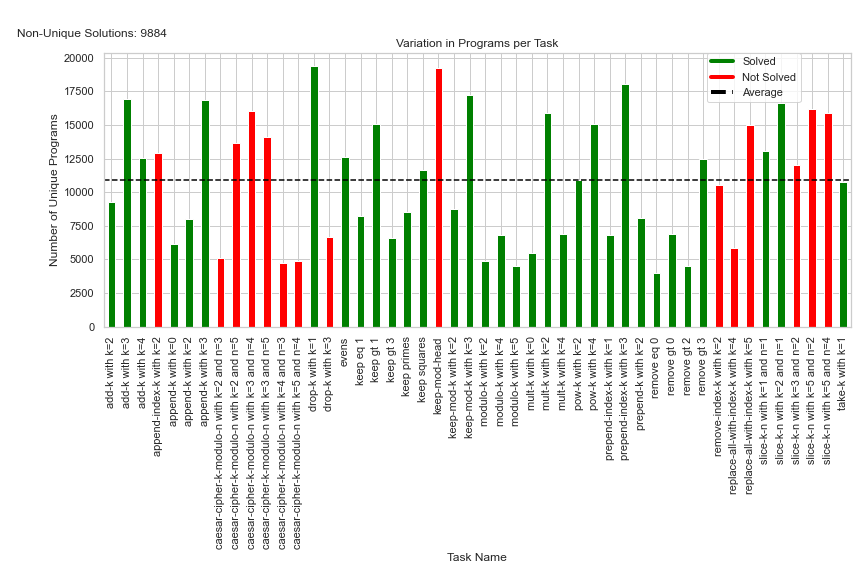 Non-Unique Solutions: 9884
Variation in Programs per Task
Solved
Not Solved
Average
Number of Unique Programs
20000
17500
15000
12500
10000
7500
5000
2500
0
add-k with k=2
add-k with k=3
add-k with k=4
append-index-k with k=2
append-k with k=0
append-k with k=2
append-k with k=3
caesar-cipher-k-modulo-n with k=2 and n=3
caesar-cipher-k-modulo-n with k=2 and n=5
caesar-cipher-k-modulo-n with k=3 and n=4
caesar-cipher-k-modulo-n with k=3 and n=5
caesar-cipher-k-modulo-n with k=4 and n=3
caesar-cipher-k-modulo-n with k=5 and n=4
drop-k with k=1
drop-k with k=3
evens
keep eq 1
keep gt 1
keep gt 3
keep primes
keep squares
keep-mod-head
keep-mod-k with k=2
keep-mod-k with k=3
modulo-k with k=2
modulo-k with k=4
modulo-k with k=5
mult-k with k=0
mult-k with k=2
mult-k with k=4
pow-k with k=2
pow-k with k=4
prepend-index-k with k=1
prepend-index-k with k=3
prepend-k with k=2
remove eq 0
remove gt 0
remove gt 2
remove gt 3
remove-index-k with k=2
replace-all-with-index-k with k=4
replace-all-with-index-k with k=5
slice-k-n with k=1 and n=1
slice-k-n with k=2 and n=1
slice-k-n with k=3 and n=2
slice-k-n with k=5 and n=2
slice-k-n with k=5 and n=4
take-k with k=1
Task Name